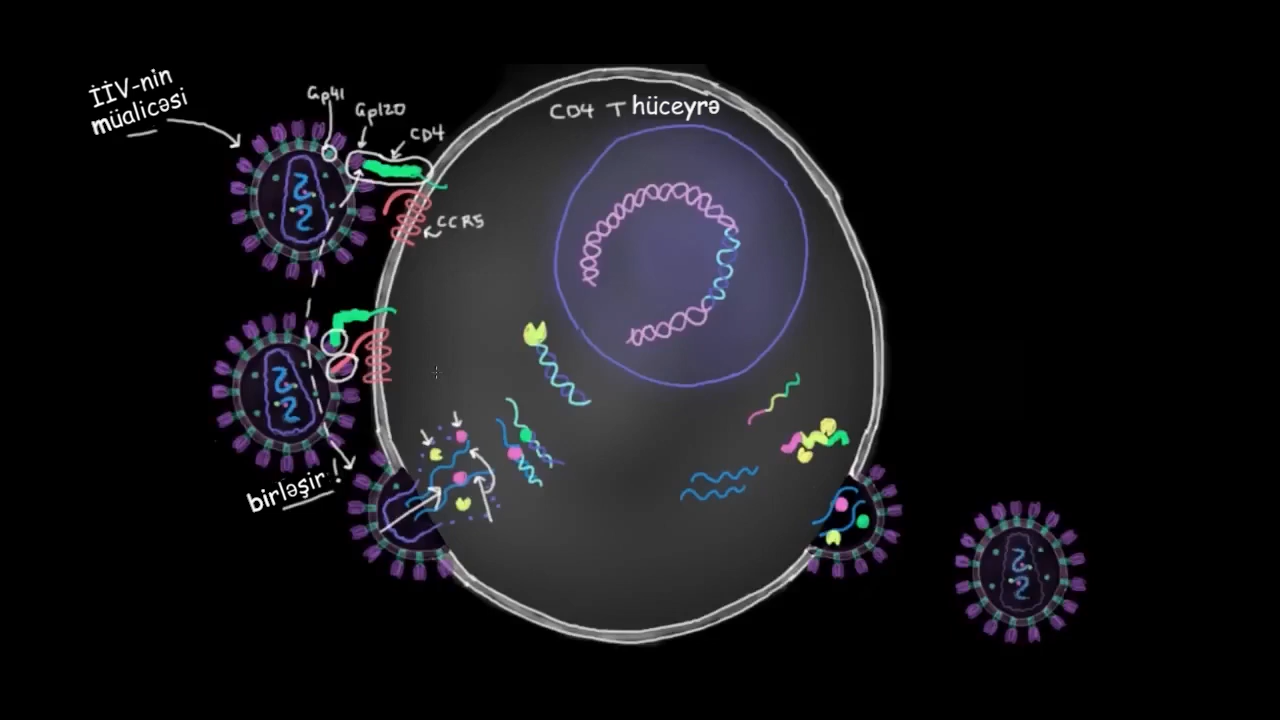 İİV-nin
müalicəsi
Gp41
Gp120
CD4
CD4 T hüceyrə
CCR5
birləşir !